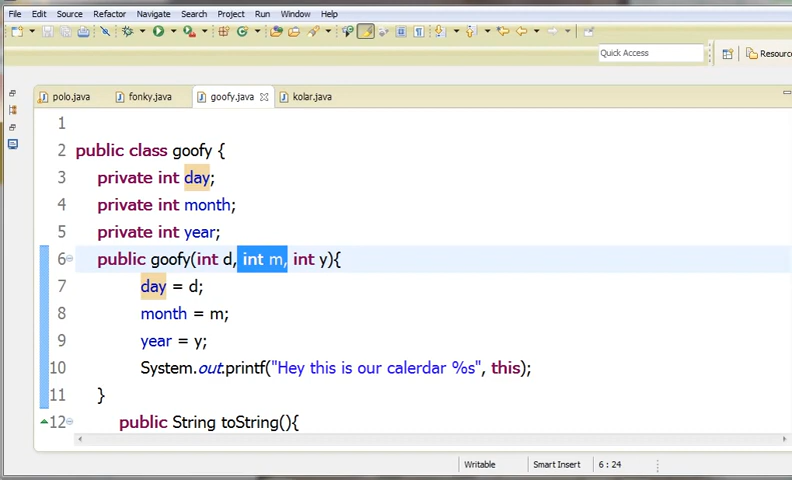 File Edit Source Refactor Navigate Search Project Run Window Help
Quick Access
Resourc
polo.java fonky.java goofy.java kolar.java
1
2 public class goofy {
3 private int day;
4 private int month;
5 private int year;
6 public goofy(int d, int m, int y){
7 day = d;
8 month = m;
9 year = y;
10 System.out.printf("Hey this is our calerdar %s", this);
11 }
12 public String toString(){
Writable Smart Insert 6 : 24